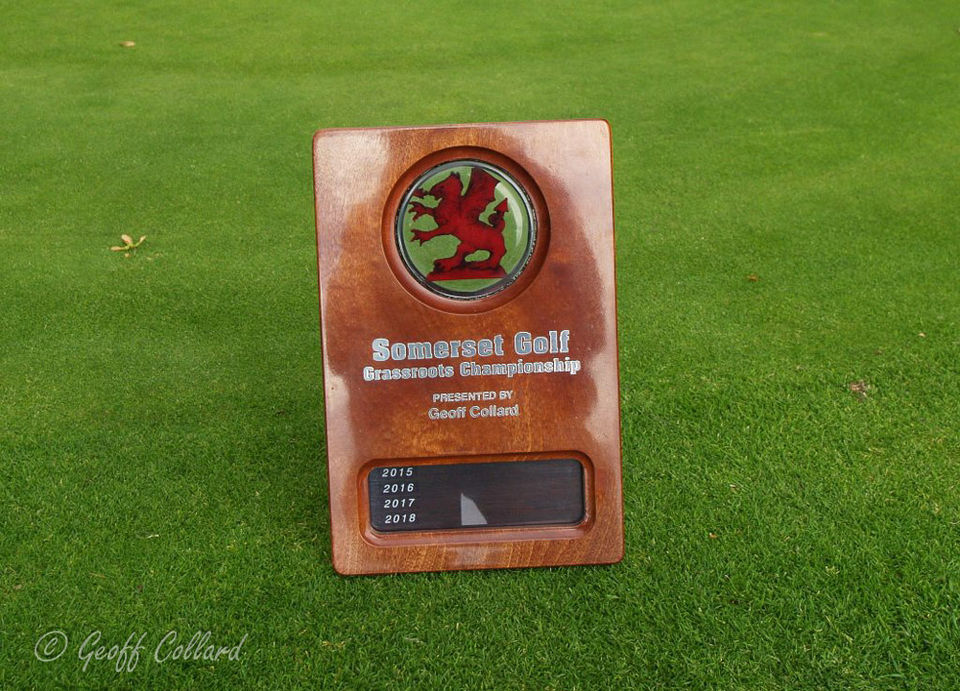 Somerset Golf
Grassroots Championship
PRESENTED BY
Geoff Collard
2015
2016
2017
2018
© Geoff Collard